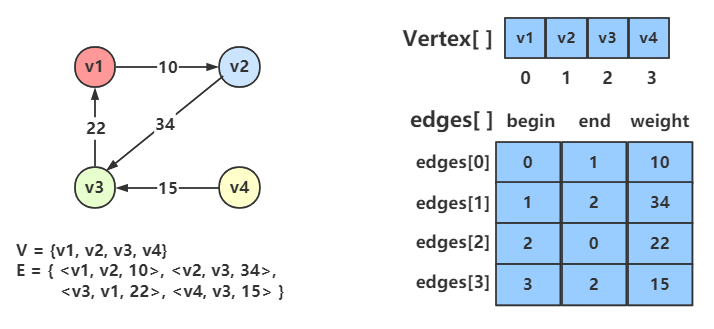 v1 10 v2
22 34
v3 15 v4
V = {v1, v2, v3, v4}
E = { <v1, v2, 10>, <v2, v3, 34>,
<v3, v1, 22>, <v4, v3, 15> }
Vertex[ ] v1 v2 v3 v4
0 1 2 3
edges[ ] begin end weight
edges[0] 0 1 10
edges[1] 1 2 34
edges[2] 2 0 22
edges[3] 3 2 15